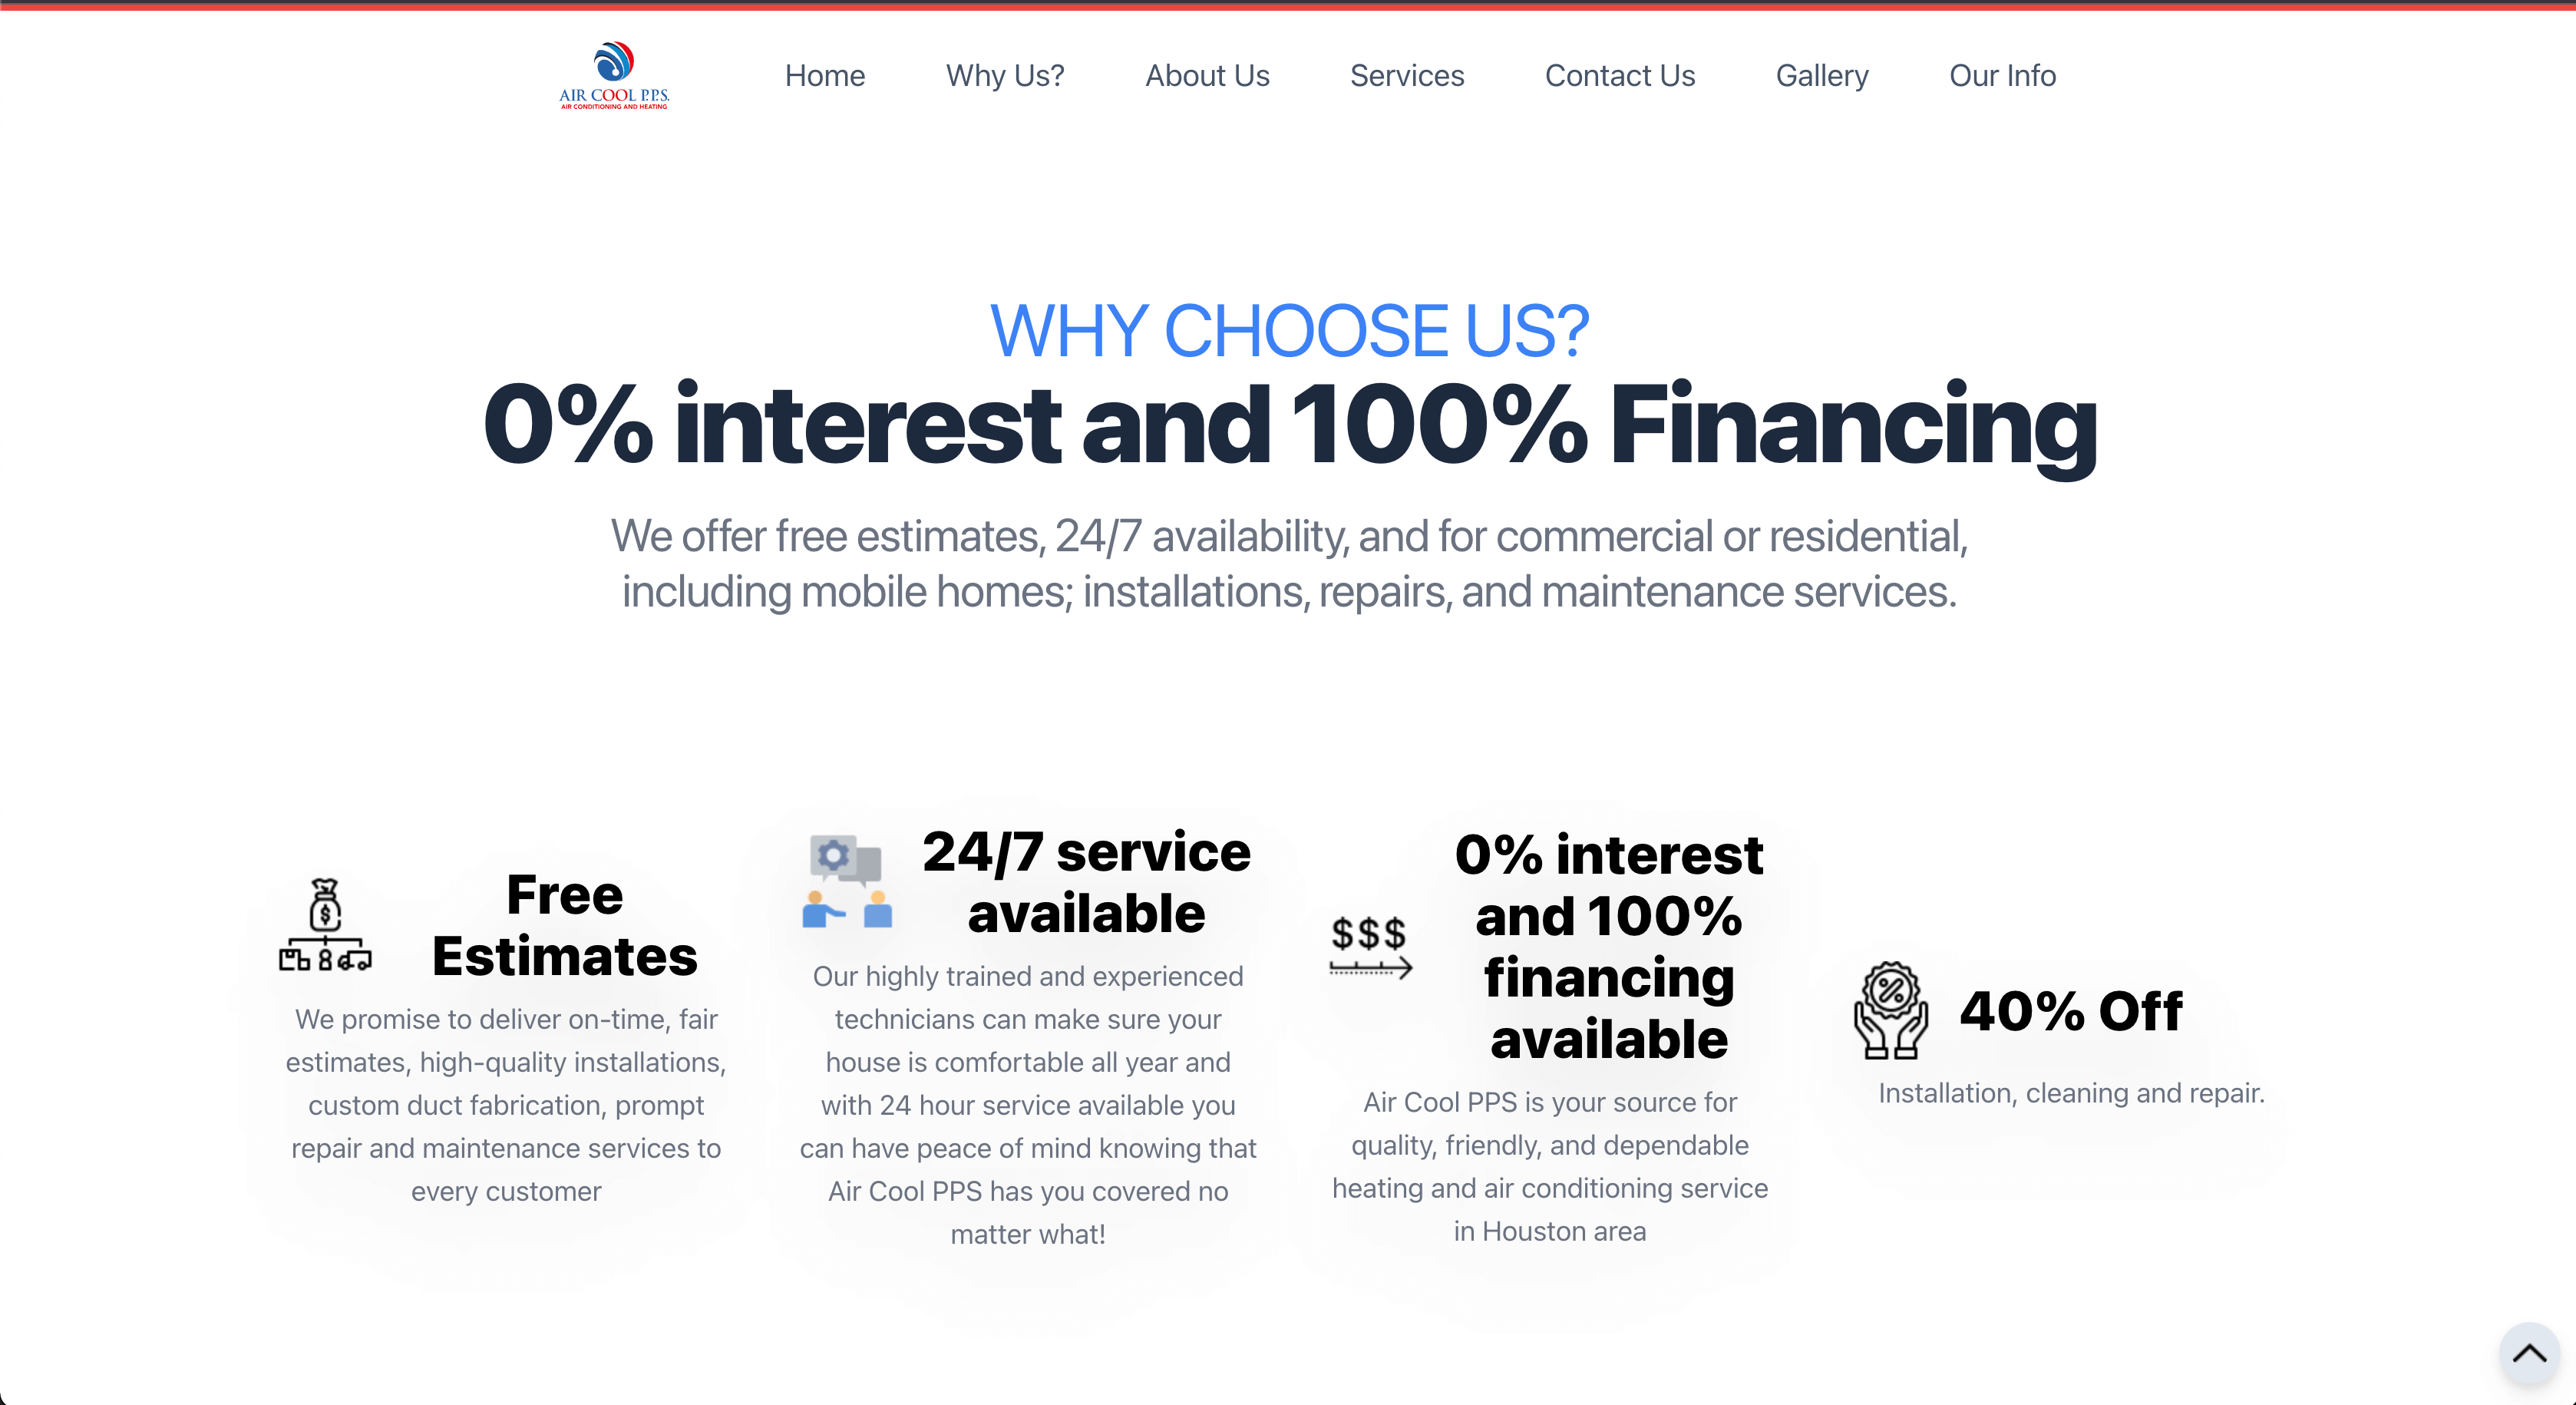 AIR COOL P.P.S.
AIR CONDITIONING AND HEATING
Home
Why Us?
About Us
Services
Contact Us
Gallery
Our Info
WHY CHOOSE US?
0% interest and 100% Financing
We offer free estimates, 24/7 availability, and for commercial or residential,
including mobile homes; installations, repairs, and maintenance services.
Free
Estimates
We promise to deliver on-time, fair
estimates, high-quality installations,
custom duct fabrication, prompt
repair and maintenance services to
every customer
24/7 service
available
Our highly trained and experienced
technicians can make sure your
house is comfortable all year and
with 24 hour service available you
can have peace of mind knowing that
Air Cool PPS has you covered no
matter what!
$$$
0% interest
and 100%
financing
available
Air Cool PPS is your source for
quality, friendly, and dependable
heating and air conditioning service
in Houston area
40% Off
Installation, cleaning and repair.